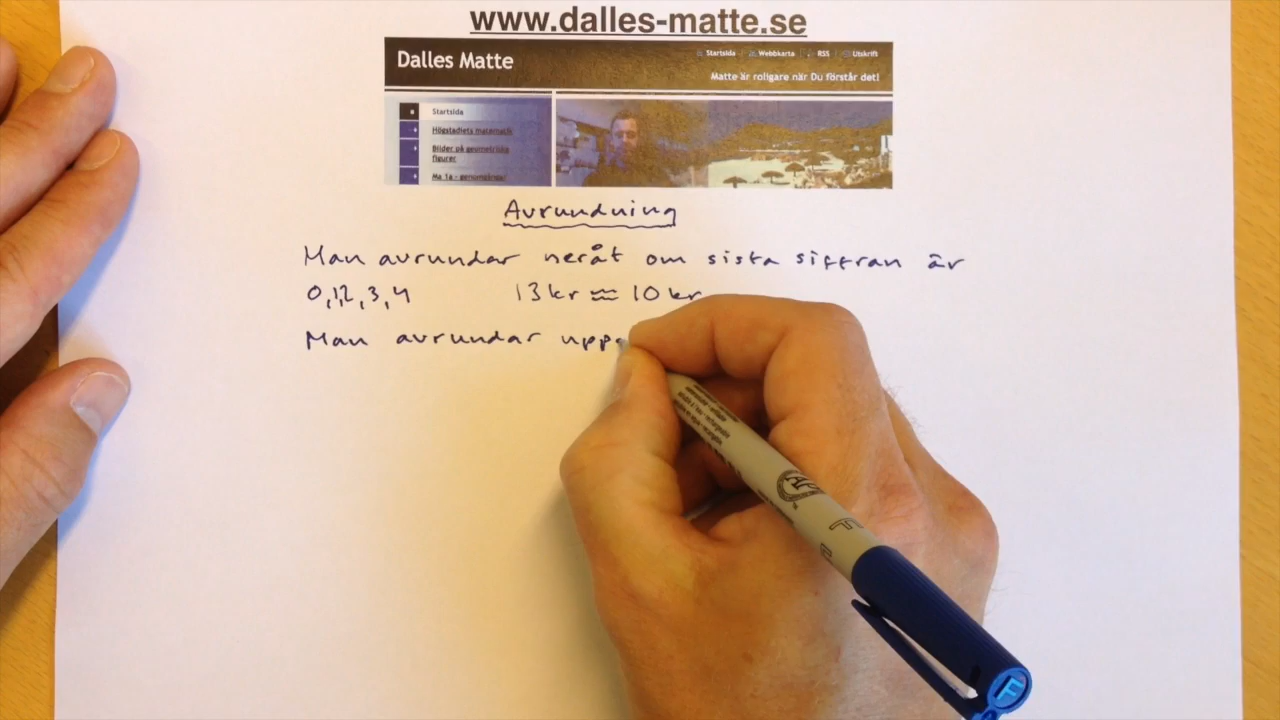 www.dalles-matte.se
Dalles Matte
Startsida Webbkarta RSS Utskrift
Matte är roligare när Du förstår det!
Startsida
Högstadiets matematik
Bilder på geometriska
figurer
Ma 1a - genomgångar
Avrundning
Man avrundar neråt om sista siffran är
0,1,2,3,4 13kr ≈ 10kr
Man avrundar uppå
F